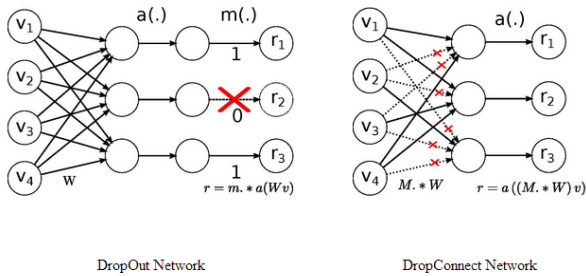 a(.) m(.)
v1 r1
1
v2 r2
0
v3
1 r3
v4 W r = m. * a(Wv)
DropOut Network
a(.)
v1 r1
v2 r2
v3
r3
v4 M. * W r = a ((M. * W) v)
DropConnect Network